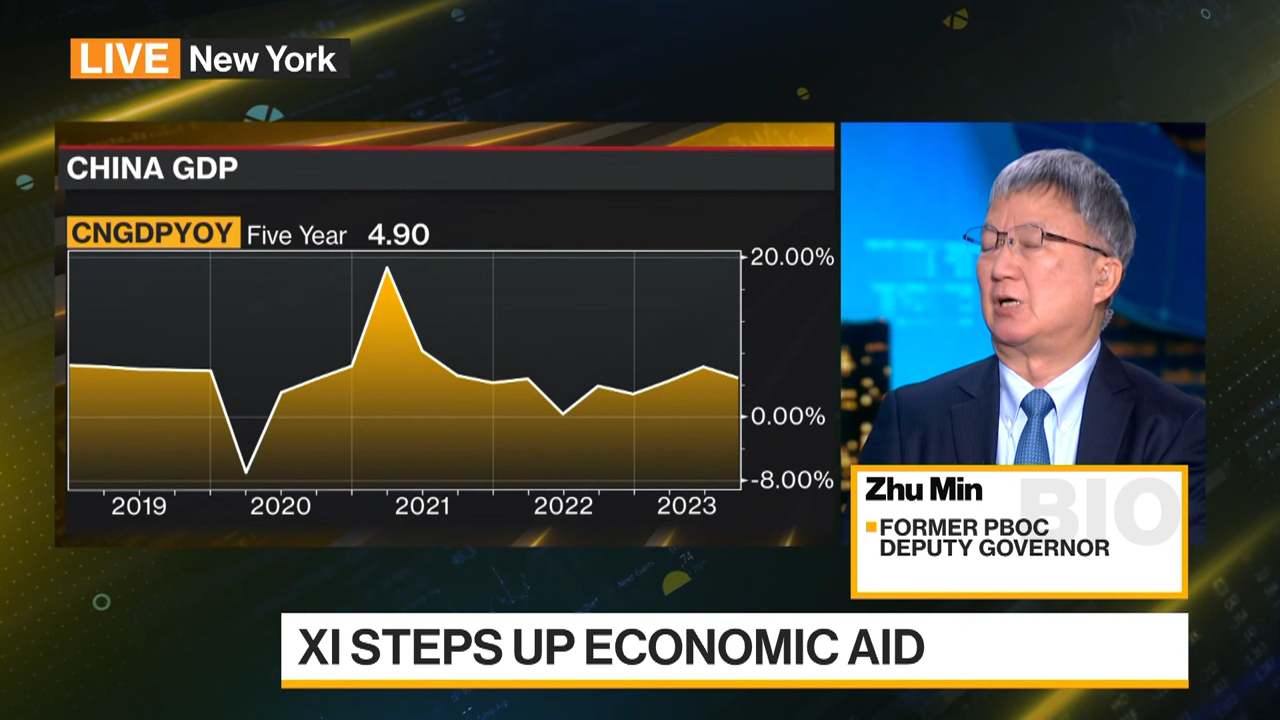 LIVE New York
CHINA GDP
CNGDPYOY Five Year 4.90
20.00%
0.00%
-8.00%
2019 2020 2021 2022 2023
BIO
Zhu Min
FORMER PBOC
DEPUTY GOVERNOR
XI STEPS UP ECONOMIC AID